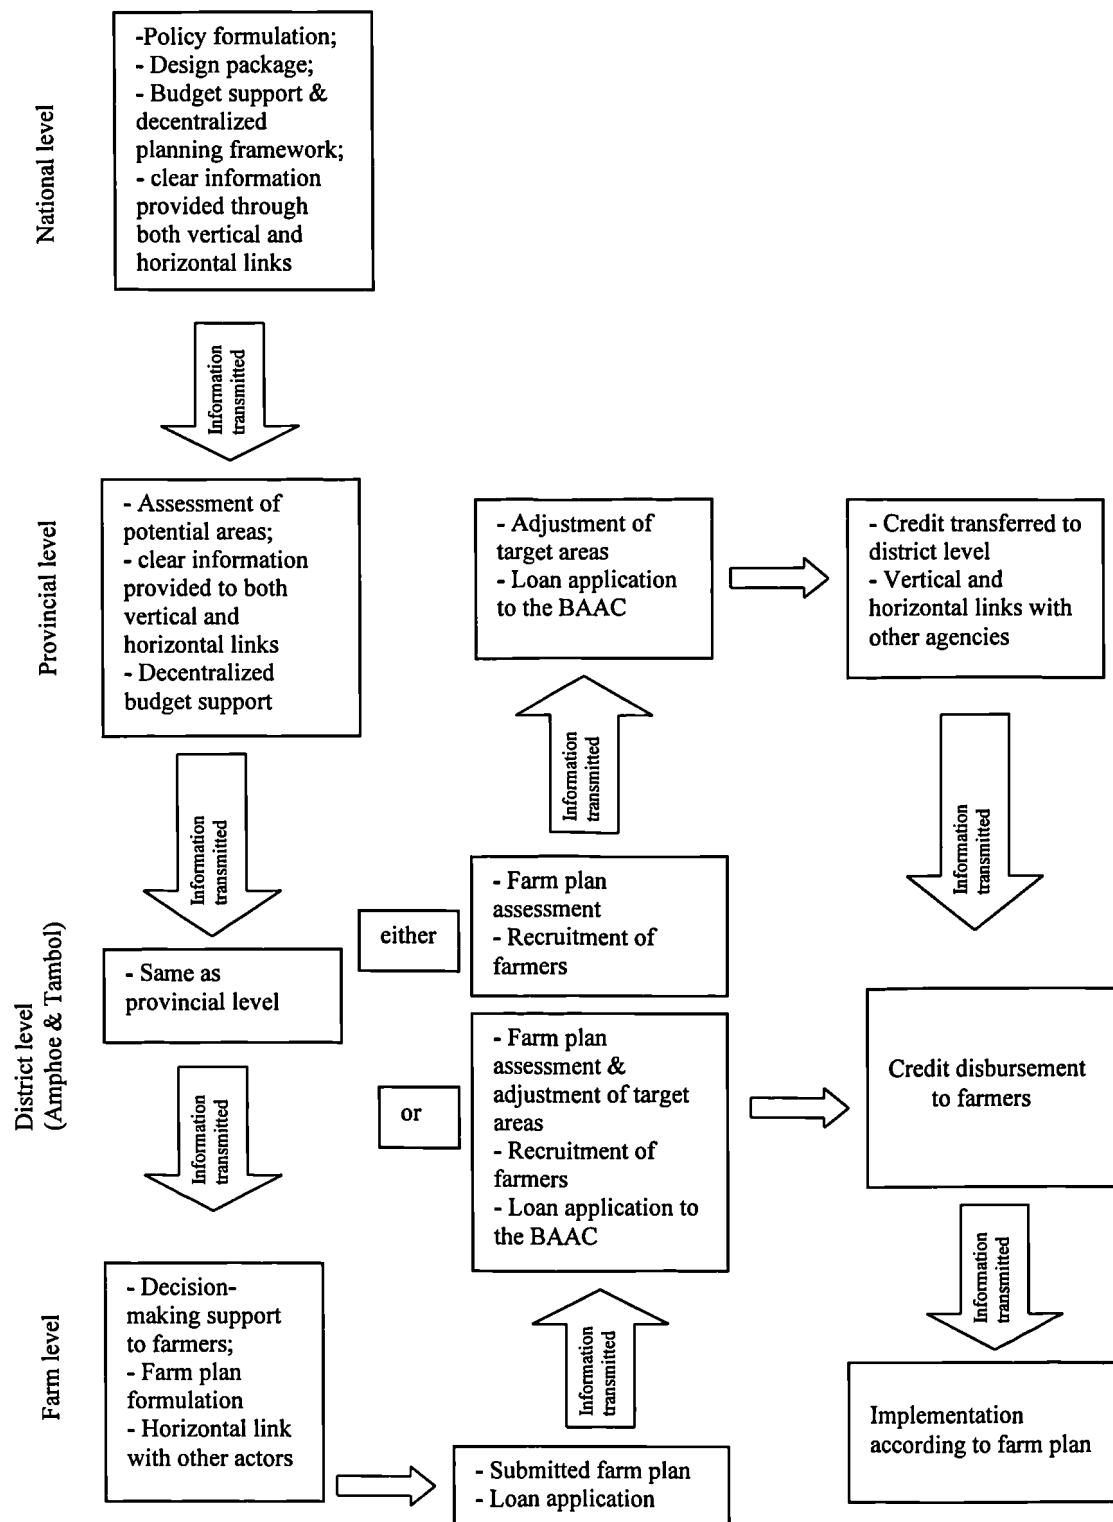 National level
-Policy formulation;
- Design package;
- Budget support &
decentralized
planning framework;
- clear information
provided through
both vertical and
horizontal links
Information
transmitted
Provincial level
- Assessment of
potential areas;
- clear information
provided to both
vertical and
horizontal links
- Decentralized
budget support
- Adjustment of
target areas
- Loan application
to the BAAC
- Credit transferred to
district level
- Vertical and
horizontal links with
other agencies
Information
transmitted
Information
transmitted
Information
transmitted
District level
(Amphoe & Tambol)
- Same as
provincial level
either
- Farm plan
assessment
- Recruitment of
farmers
or
- Farm plan
assessment &
adjustment of target
areas
- Recruitment of
farmers
- Loan application to
the BAAC
Credit disbursement
to farmers
Information
transmitted
Information
transmitted
Information
transmitted
Farm level
- Decision-
making support
to farmers;
- Farm plan
formulation
- Horizontal link
with other actors
- Submitted farm plan
- Loan application
Implementation
according to farm plan